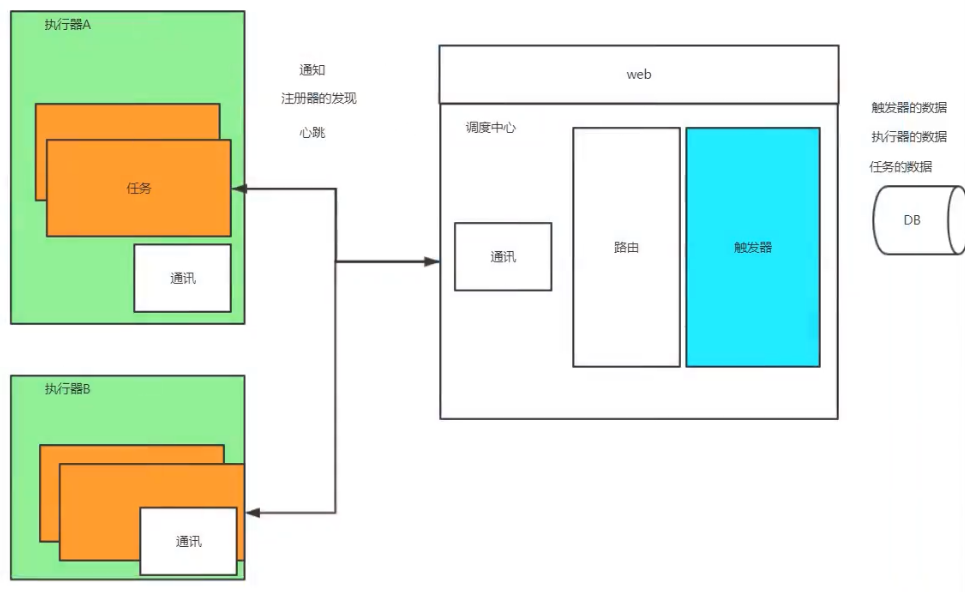 执行器A
任务
通讯
执行器B
通讯
通知
注册器的发现
心跳
web
调度中心
通讯
路由
触发器
触发器的数据
执行器的数据
任务的数据
DB